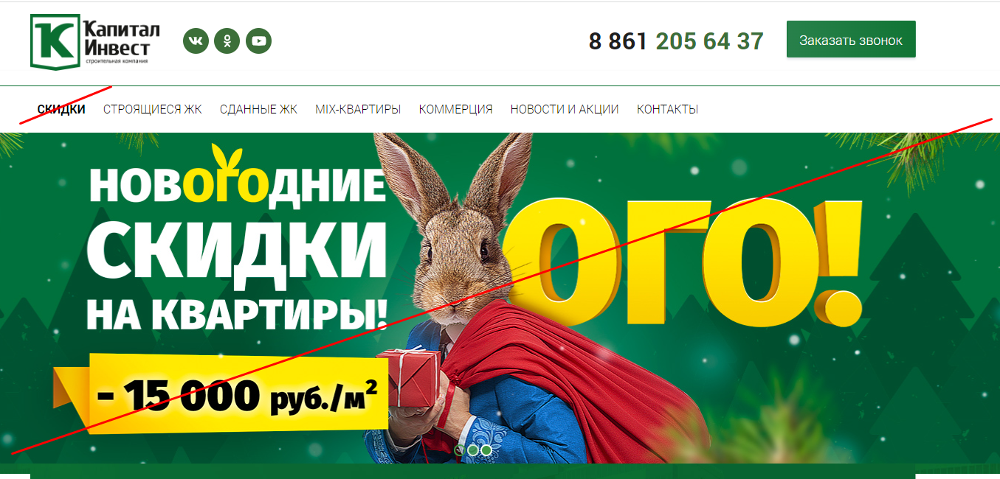 Капитал
Инвест
строительная компания
8 861 205 64 37
Заказать звонок
СКИДКИ СТРОЯЩИЕСЯ ЖК СДАННЫЕ ЖК MIX-КВАРТИРЫ КОММЕРЦИЯ НОВОСТИ И АКЦИИ КОНТАКТЫ
НОВОГОДНИЕ
СКИДКИ
НА КВАРТИРЫ!
- 15 000 руб./м²
ОГО!